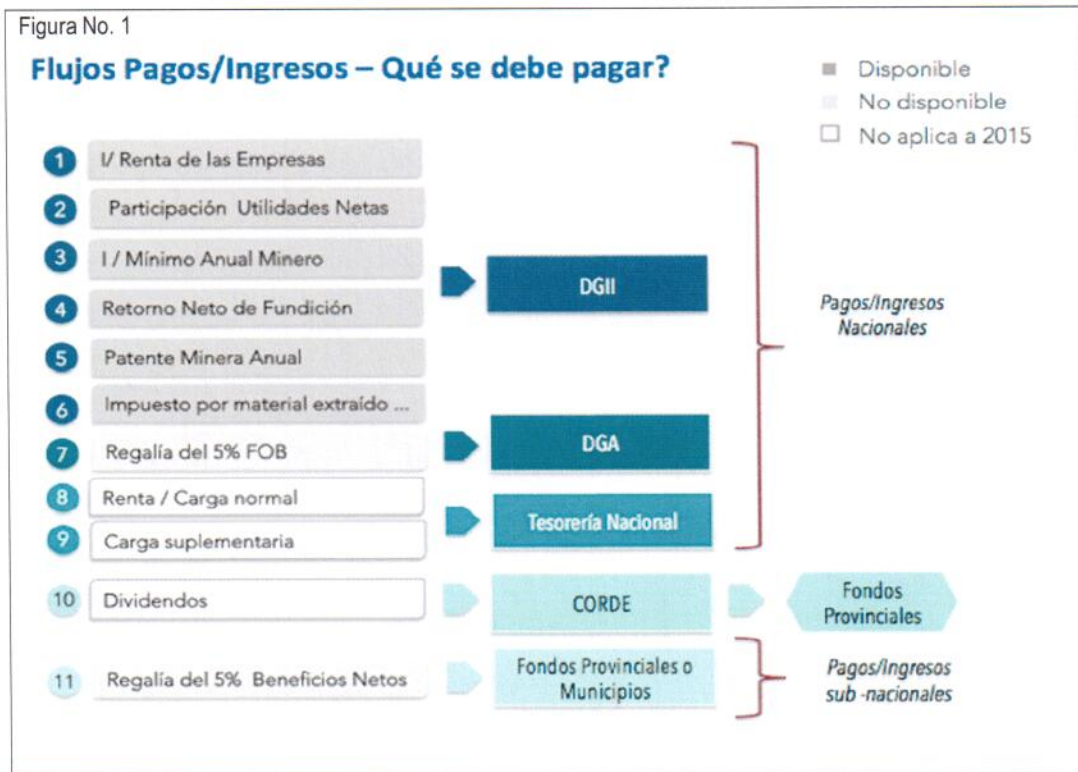 Figura No. 1
Flujos Pagos/Ingresos – Qué se debe pagar?
Disponible
No disponible
No aplica a 2015
1 I/ Renta de las Empresas
2 Participación Utilidades Netas
3 I / Mínimo Anual Minero
4 Retorno Neto de Fundición
5 Patente Minera Anual
6 Impuesto por material extraído ...
7 Regalía del 5% FOB
8 Renta / Carga normal
9 Carga suplementaria
10 Dividendos
11 Regalía del 5% Beneficios Netos
DGII
DGA
Tesorería Nacional
CORDE
Fondos Provinciales o
Municipios
Pagos/Ingresos
Nacionales
Fondos
Provinciales
Pagos/Ingresos
sub -nacionales